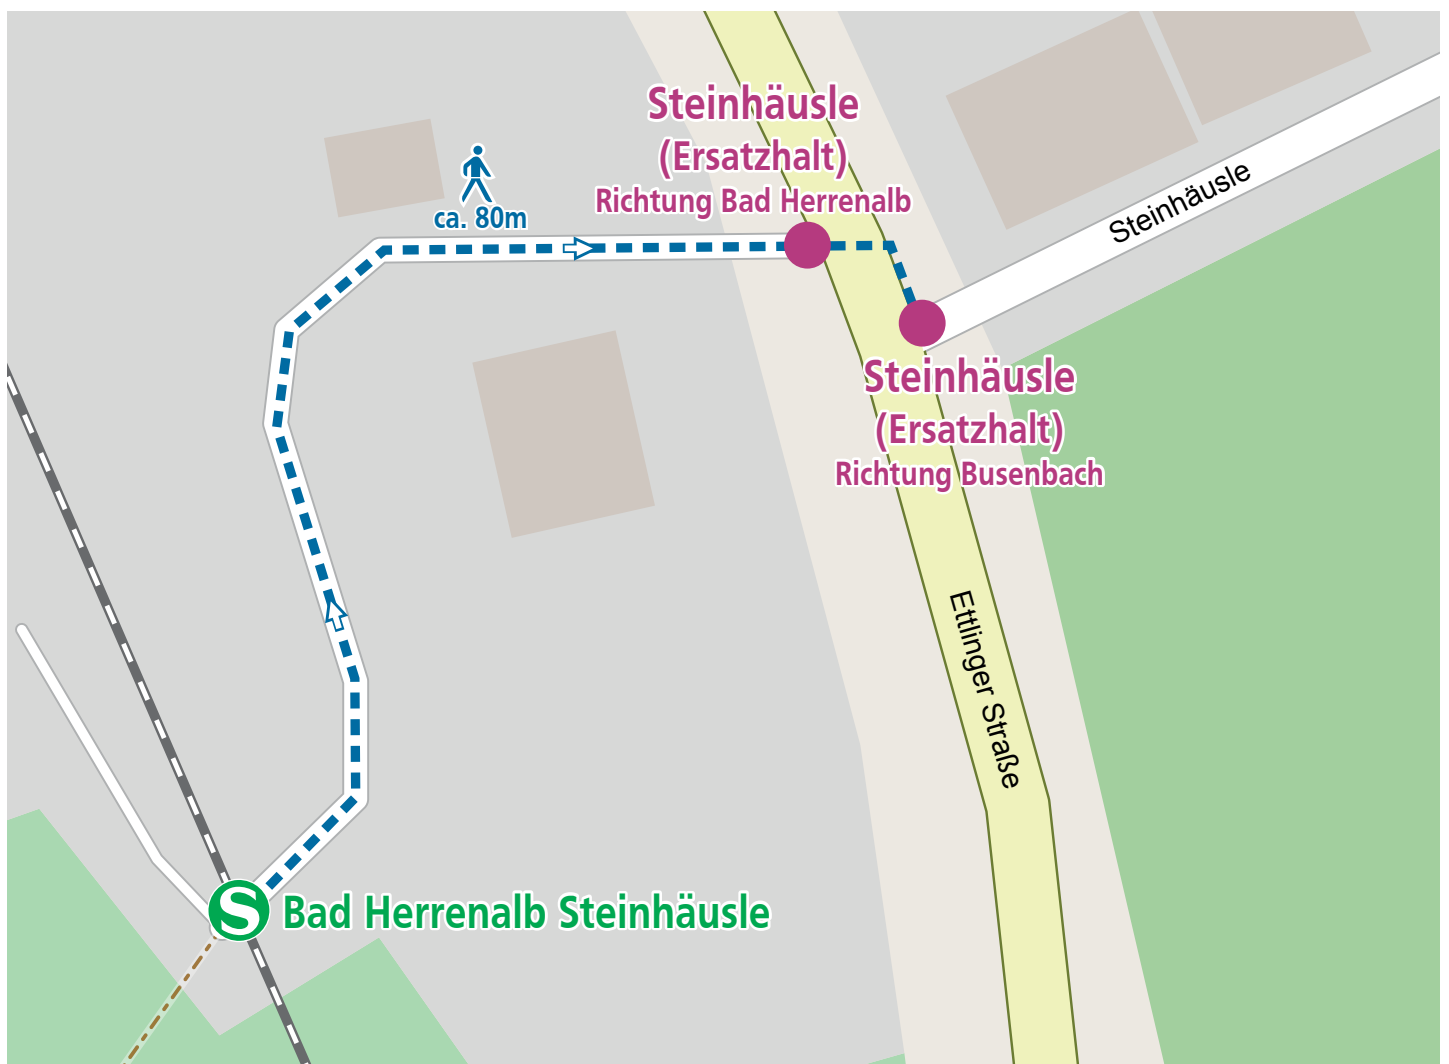 Steinhäusle
(Ersatzhalt)
Richtung Bad Herrenalb
ca. 80m
Steinhäusle
Steinhäusle
(Ersatzhalt)
Richtung Busenbach
Ettlinger Straße
S
Bad Herrenalb Steinhäusle